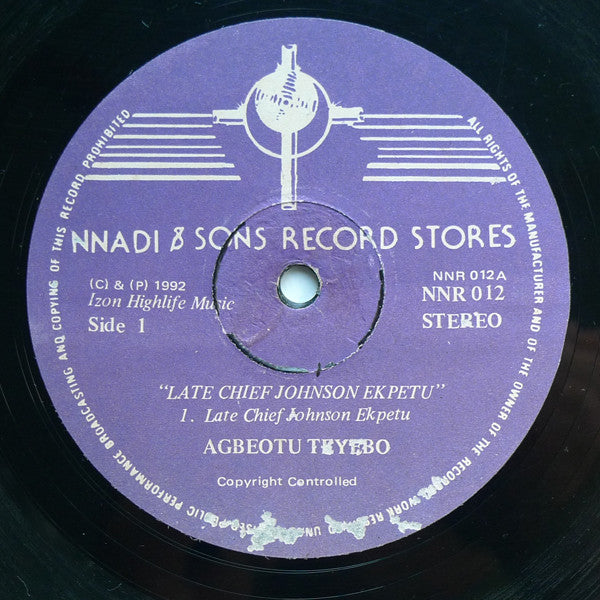 NNADI & SONS RECORD STORES
(C) & (P) 1992
Izon Highlife Music
Side 1
NNR 012A
NNR 012
STEREO
"LATE CHIEF JOHNSON EKPETU"
1. Late Chief Johnson Ekpetu
AGBEOTU TEYEBO
Copyright Controlled
ALL RIGHTS OF THE MANUFACTURER AND OF THE OWNER OF THE RECORDED WORK RE
PUBLIC PERFORMANCE BROADCASTING AND COPYING OF THIS RECORD PROHIBITED